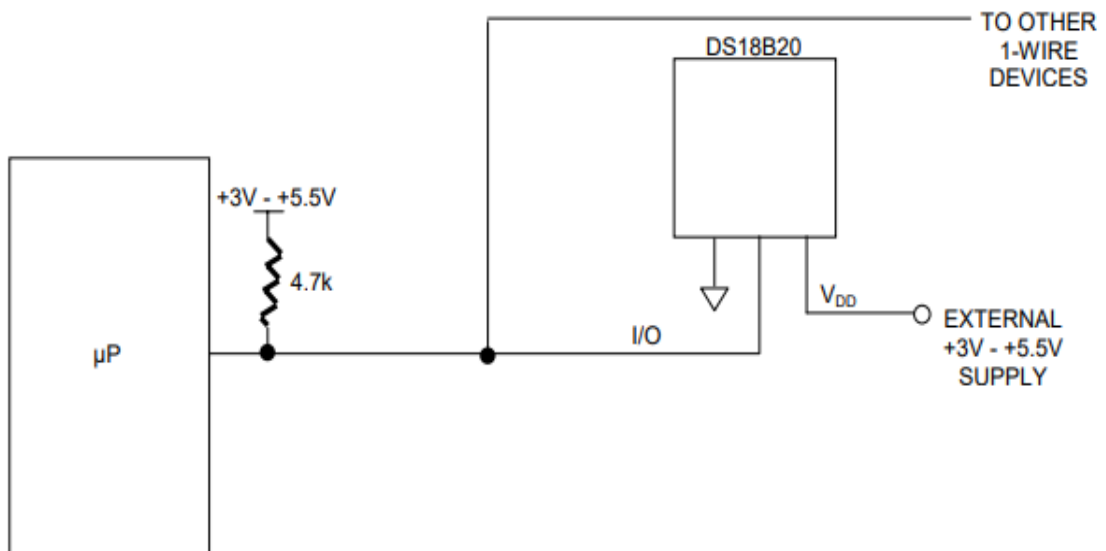 TO OTHER
1-WIRE
DEVICES
DS18B20
+3V - +5.5V
4.7k
µP
I/O
VDD
EXTERNAL
+3V - +5.5V
SUPPLY